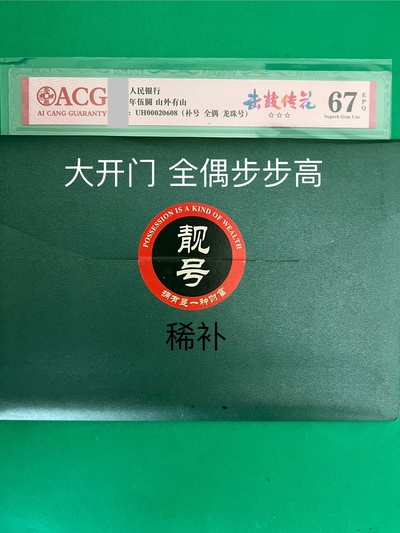 ACG
AI CANG GUARANTY
人民银行
年伍圆 山外有山
: UH00020608（补号 全偶 龙珠号）
击鼓传花
☆☆☆
67 EPQ
Superb Gem Unc
大开门 全偶步步高
POSSESSION IS A KIND OF WEALTH
靓号
拥有是一种财富
稀补